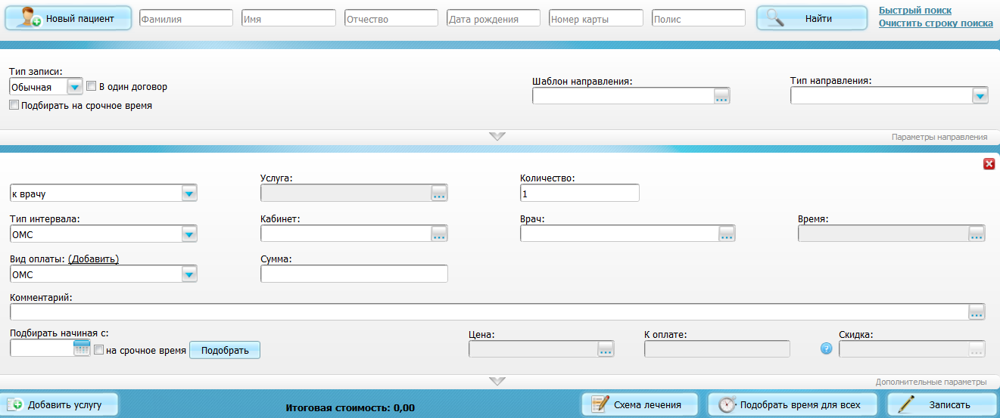 Новый пациент Фамилия Имя Отчество Дата рождения Номер карты Полис Найти Быстрый поиск
Очистить строку поиска
Тип записи:
Обычная В один договор
Подбирать на срочное время
Шаблон направления: Тип направления:
...
Параметры направления
Услуга: Количество:
к врачу ... 1
Тип интервала: Кабинет: Врач: Время:
ОМС ... ... ...
Вид оплаты: (Добавить) Сумма:
ОМС
Комментарий:
...
Подбирать начиная с: Цена: К оплате: Скидка:
на срочное время Подобрать ... ? ...
Дополнительные параметры
Добавить услугу Итоговая стоимость: 0,00 Схема лечения Подобрать время для всех Записать